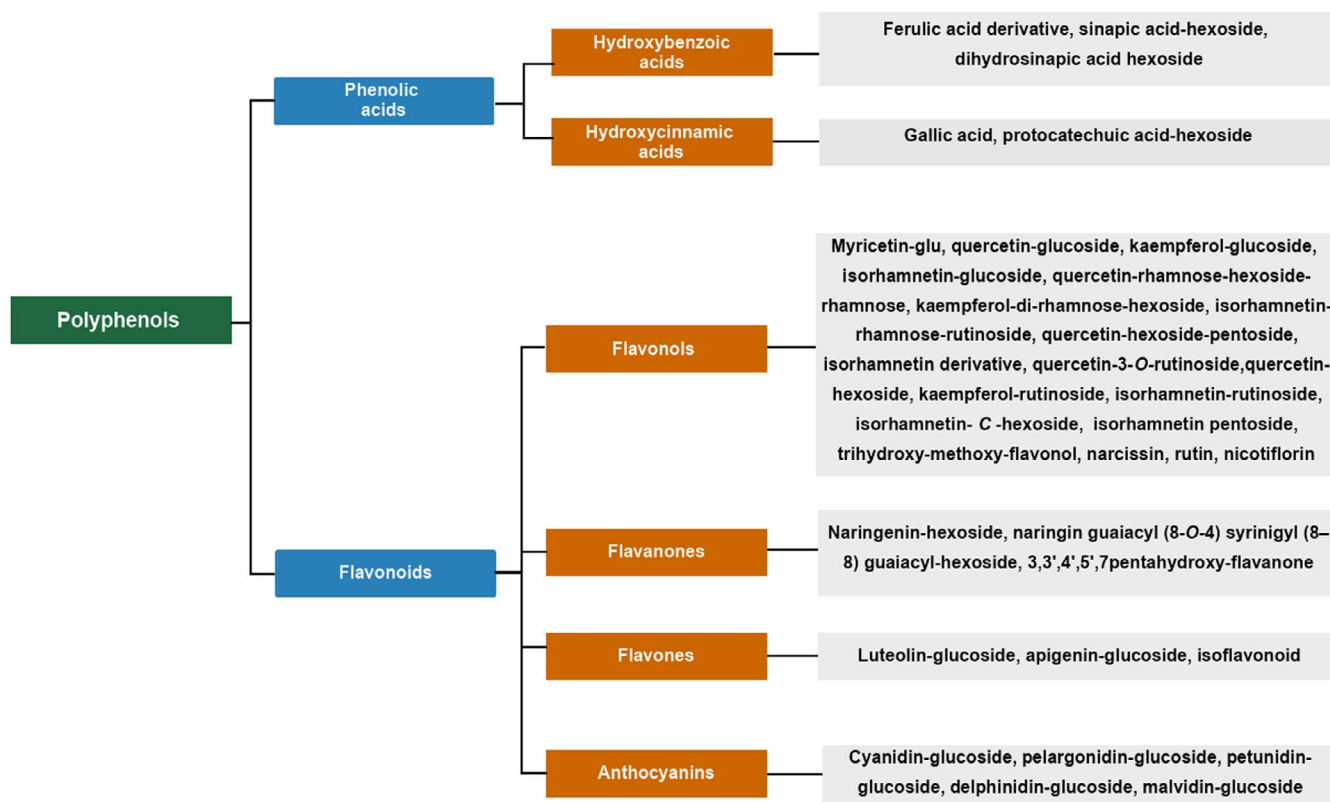 Polyphenols
Phenolic
acids
Hydroxybenzoic
acids
Ferulic acid derivative, sinapic acid-hexoside,
dihydrosinapic acid hexoside
Hydroxycinnamic
acids
Gallic acid, protocatechuic acid-hexoside
Flavonoids
Flavonols
Myricetin-glu, quercetin-glucoside, kaempferol-glucoside,
isorhamnetin-glucoside, quercetin-rhamnose-hexoside-
rhamnose, kaempferol-di-rhamnose-hexoside, isorhamnetin-
rhamnose-rutinoside, quercetin-hexoside-pentoside,
isorhamnetin derivative, quercetin-3-O-rutinoside,quercetin-
hexoside, kaempferol-rutinoside, isorhamnetin-rutinoside,
isorhamnetin- C -hexoside, isorhamnetin pentoside,
trihydroxy-methoxy-flavonol, narcissin, rutin, nicotiflorin
Flavanones
Naringenin-hexoside, naringin guaiacyl (8-O-4) syrinigyl (8–
8) guaiacyl-hexoside, 3,3',4',5',7pentahydroxy-flavanone
Flavones
Luteolin-glucoside, apigenin-glucoside, isoflavonoid
Anthocyanins
Cyanidin-glucoside, pelargonidin-glucoside, petunidin-
glucoside, delphinidin-glucoside, malvidin-glucoside